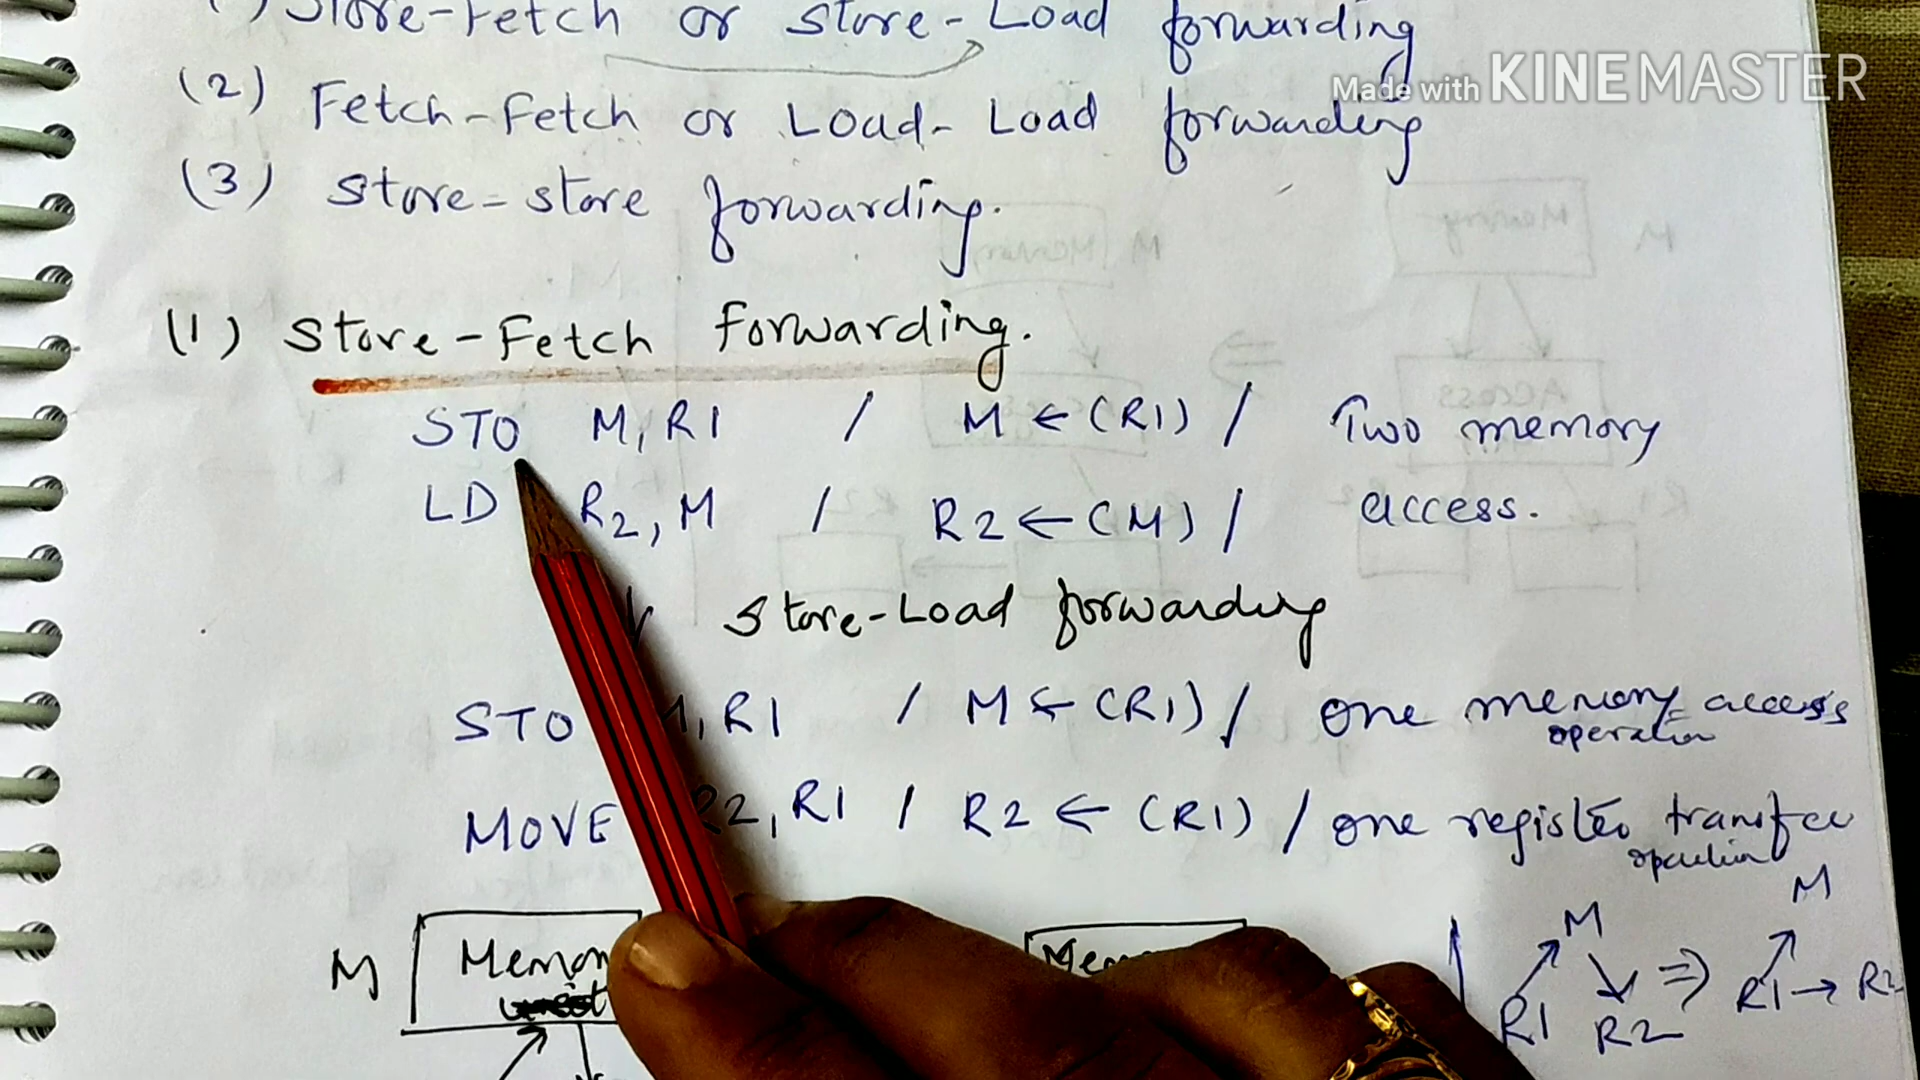 Store-Fetch or Store-Load forwarding
Made with KINEMASTER
(2) Fetch-Fetch or Load-Load forwarding
(3) Store-Store forwarding.
(1) Store-Fetch forwarding.
STO M, R1 / M ← (R1) / Two memory
LD R2, M / R2 ← (M) / access.
Store-Load forwarding
STO M, R1 / M ← (R1) / one memory access
operation
MOVE R2, R1 / R2 ← (R1) / one register transfer
operation
M
M Memory M
R1 R2 ⇒ R1 → R2